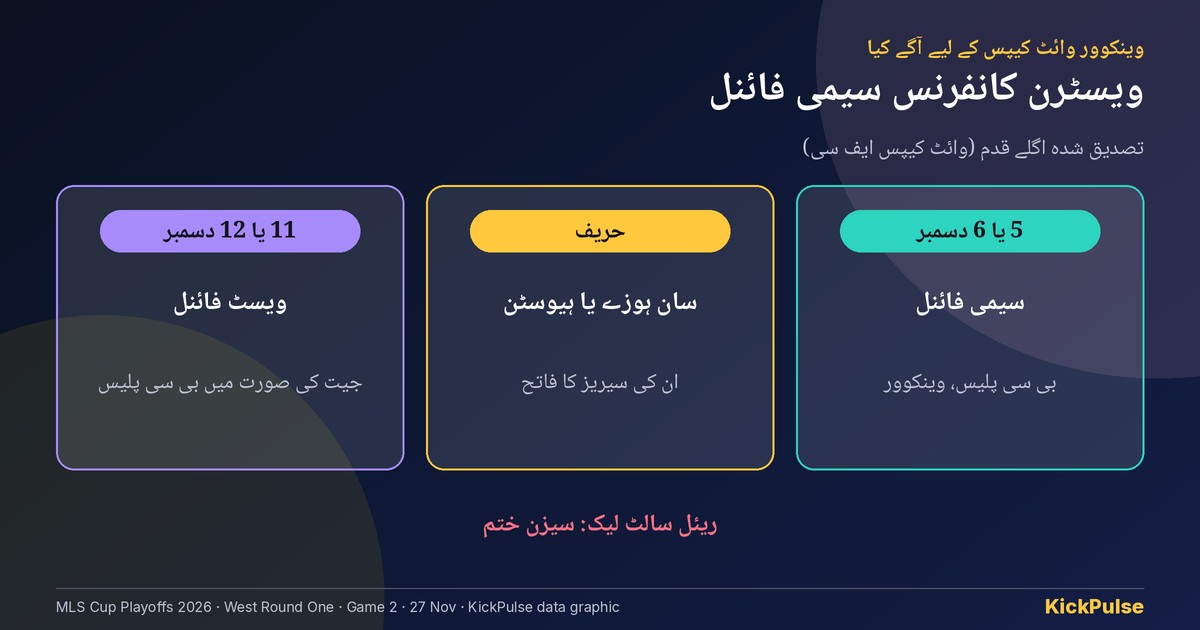 وینکوور وائٹ کیپس کے لیے آگے کیا
ویسٹرن کانفرنس سیمی فائنل
تصدیق شدہ اگلے قدم (وائٹ کیپس ایف سی)
5 یا 6 دسمبر
سیمی فائنل
بی سی پلیس، وینکوور
حریف
سان ہوزے یا ہیوسٹن
ان کی سیریز کا فاتح
11 یا 12 دسمبر
ویسٹ فائنل
جیت کی صورت میں بی سی پلیس
ریئل سالٹ لیک: سیزن ختم
MLS Cup Playoffs 2026 · West Round One · Game 2 · 27 Nov · KickPulse data graphic
KickPulse